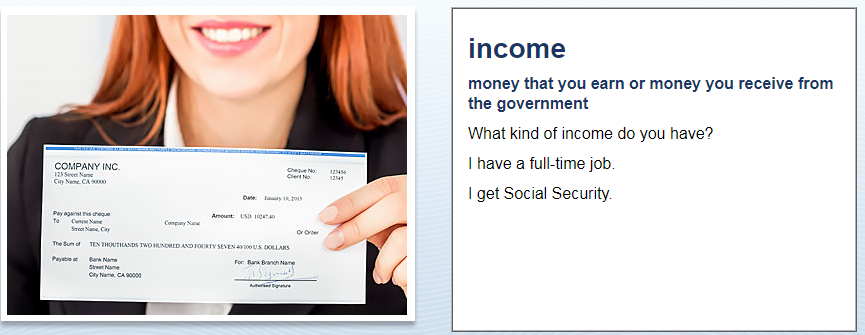 COMPANY INC.
123 Street Name
City Name, CA 90000
Cheque No: 123456
Client No: 12345
Date: January 10, 2015
Pay against this cheque
To Current Name Company Name Amount: USD 10247.40
Street Name, City
Or Order
The Sum of TEN THOUTHANDS TWO HUNDRED AND FOURTY SEVEN 40/100 U.S. DOLLARS
Payable at Bank Name For: Bank Branch Name
Street Name
City Name, CA 90000
Authorised Signature
income
money that you earn or money you receive from
the government
What kind of income do you have?
I have a full-time job.
I get Social Security.